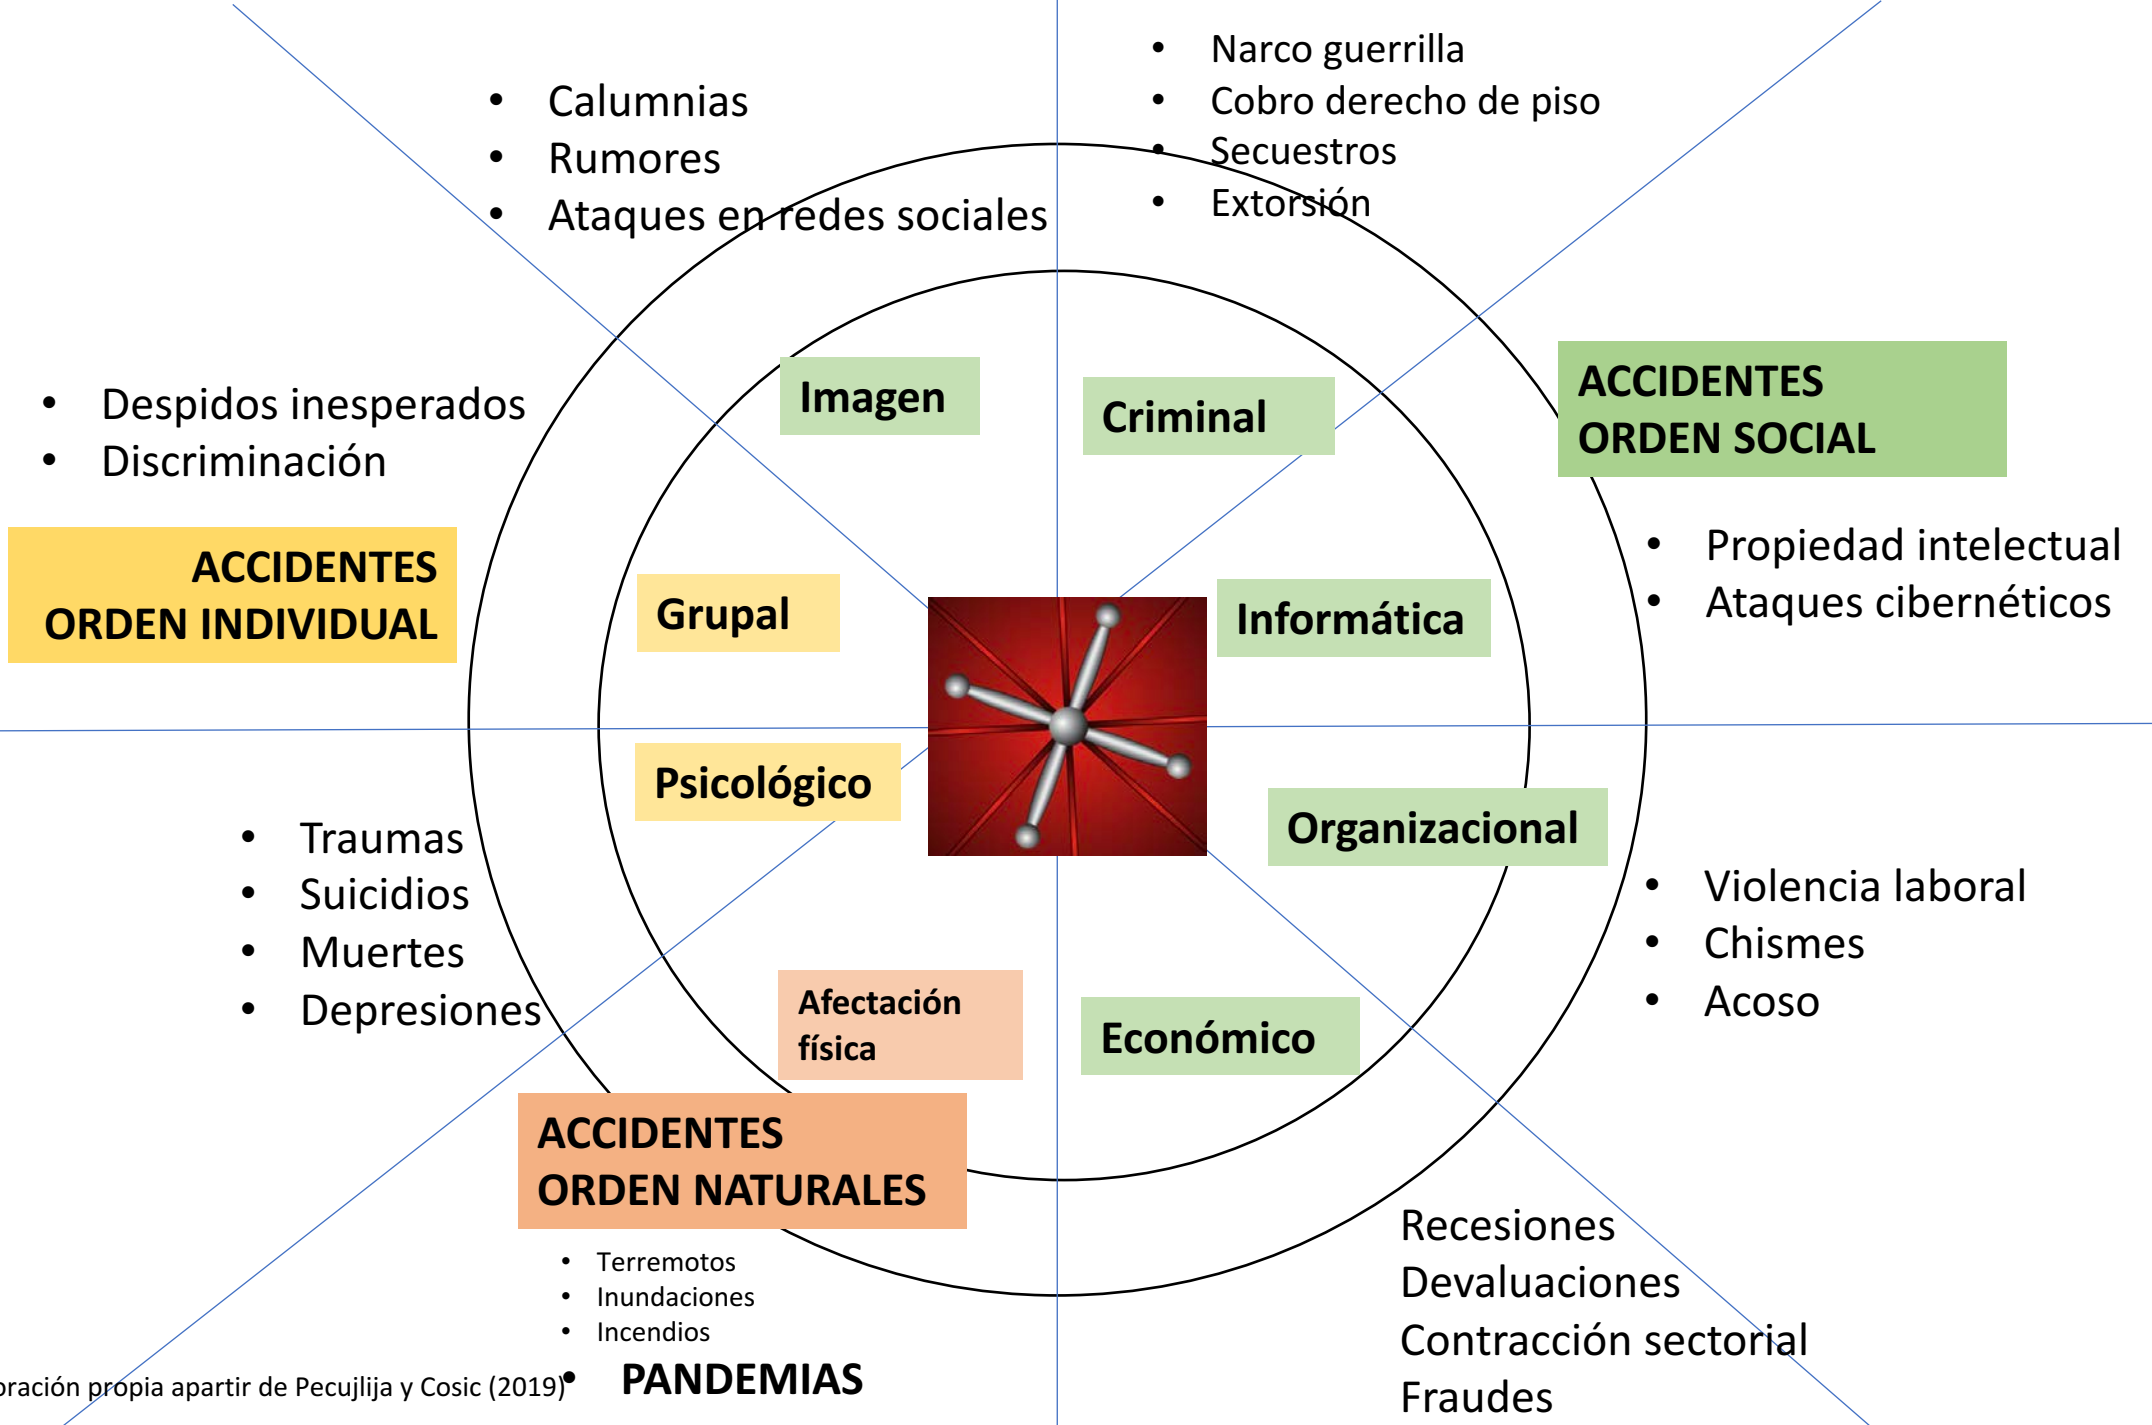 • Narco guerrilla
• Cobro derecho de piso
• Secuestros
• Extorsión
• Calumnias
• Rumores
• Ataques en redes sociales
Imagen
Criminal
ACCIDENTES
ORDEN SOCIAL
• Despidos inesperados
• Discriminación
ACCIDENTES
ORDEN INDIVIDUAL
Grupal
Informática
• Propiedad intelectual
• Ataques cibernéticos
Psicológico
Organizacional
• Traumas
• Suicidios
• Muertes
• Depresiones
• Violencia laboral
• Chismes
• Acoso
Afectación
física
Económico
ACCIDENTES
ORDEN NATURALES
• Terremotos
• Inundaciones
• Incendios
• PANDEMIAS
Recesiones
Devaluaciones
Contracción sectorial
Fraudes
oración propia apartir de Pecujlija y Cosic (2019)